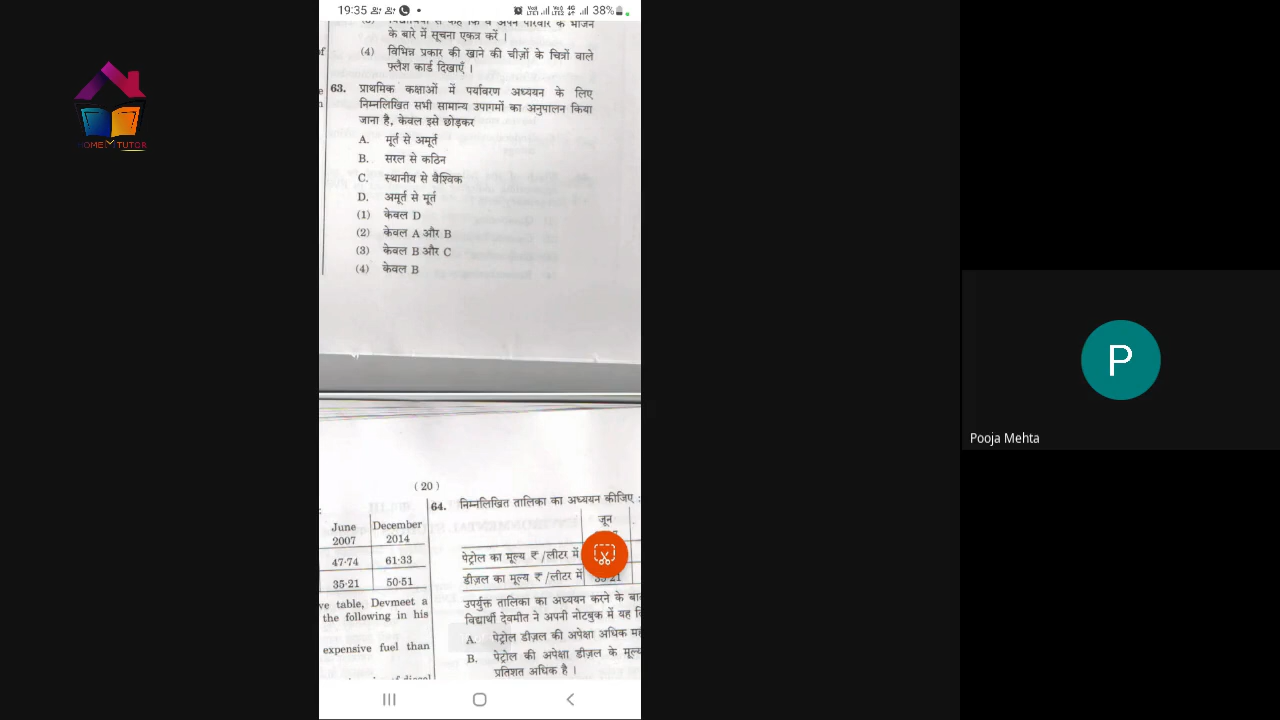 19:35
38%
के बारे में सूचना एकत्र करें ।
(4) विभिन्न प्रकार की खाने की चीज़ों के चित्रों वाले
फ़्लैश कार्ड दिखाएँ ।
63. प्राथमिक कक्षाओं में पर्यावरण अध्ययन के लिए
निम्नलिखित सभी सामान्य उपागमों का अनुपालन किया
जाना है, केवल इसे छोड़कर
A. मूर्त से अमूर्त
B. सरल से कठिन
C. स्थानीय से वैश्विक
D. अमूर्त से मूर्त
(1) केवल D
(2) केवल A और B
(3) केवल B और C
(4) केवल B
(20)
June December
2007 2014
47·74 61·33
35·21 50·51
ve table, Devmeet a
the following in his
expensive fuel than
64. निम्नलिखित तालिका का अध्ययन कीजिए :
जून
पेट्रोल का मूल्य ₹ /लीटर में
डीज़ल का मूल्य ₹ /लीटर में
उपर्युक्त तालिका का अध्ययन करने के
विद्यार्थी देवमीत ने अपनी नोटबुक में यह
A. पेट्रोल डीज़ल की अपेक्षा अधिक
B. पेट्रोल की अपेक्षा डीज़ल के
प्रतिशत अधिक है ।
TUTOR
P
Pooja Mehta